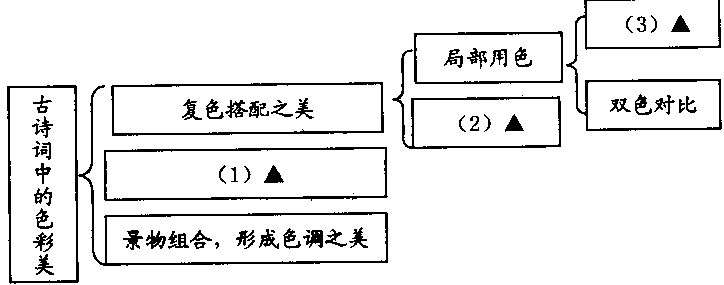 古诗词中的色彩美
复色搭配之美
(1)▲
景物组合，形成色调之美
局部用色
(2)▲
(3)▲
双色对比